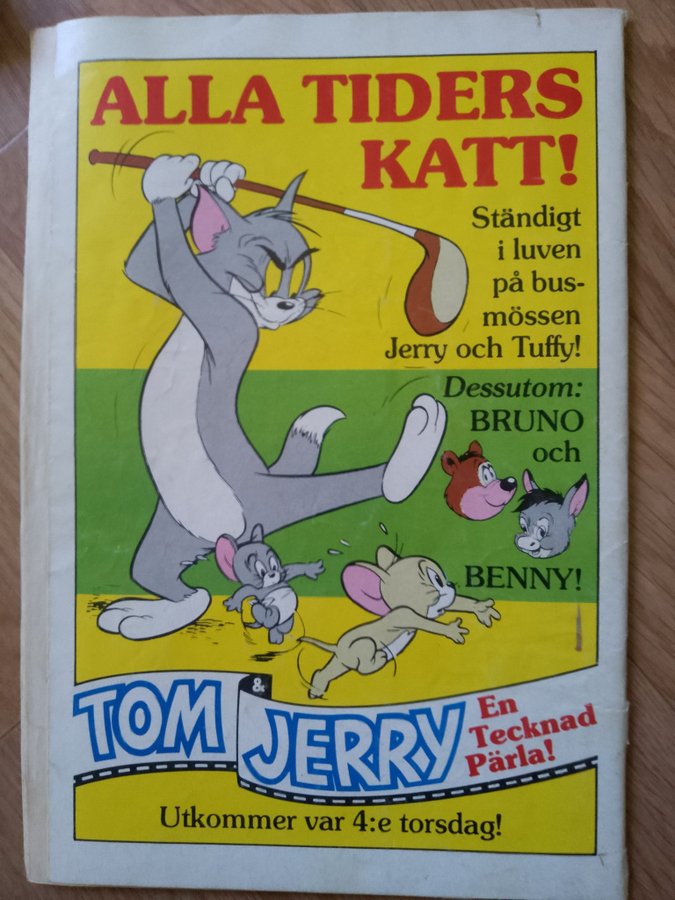 ALLA TIDERS
KATT!
Ständigt
i luven
på bus-
mössen
Jerry och Tuffy!
Dessutom:
BRUNO
och
BENNY!
TOM & JERRY
En
Tecknad
Pärla!
Utkommer var 4:e torsdag!